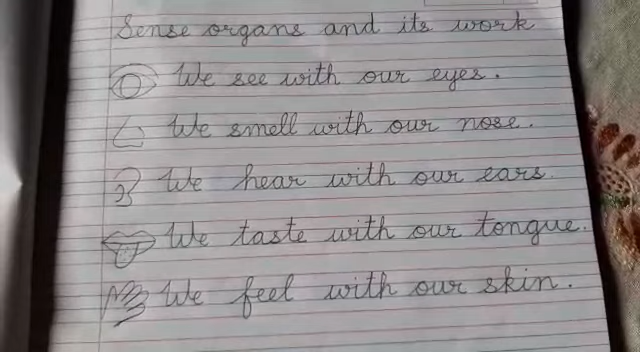 Sense organs and its work
We see with our eyes.
We smell with our nose.
We hear with our ears.
We taste with our tongue.
We feel with our skin.